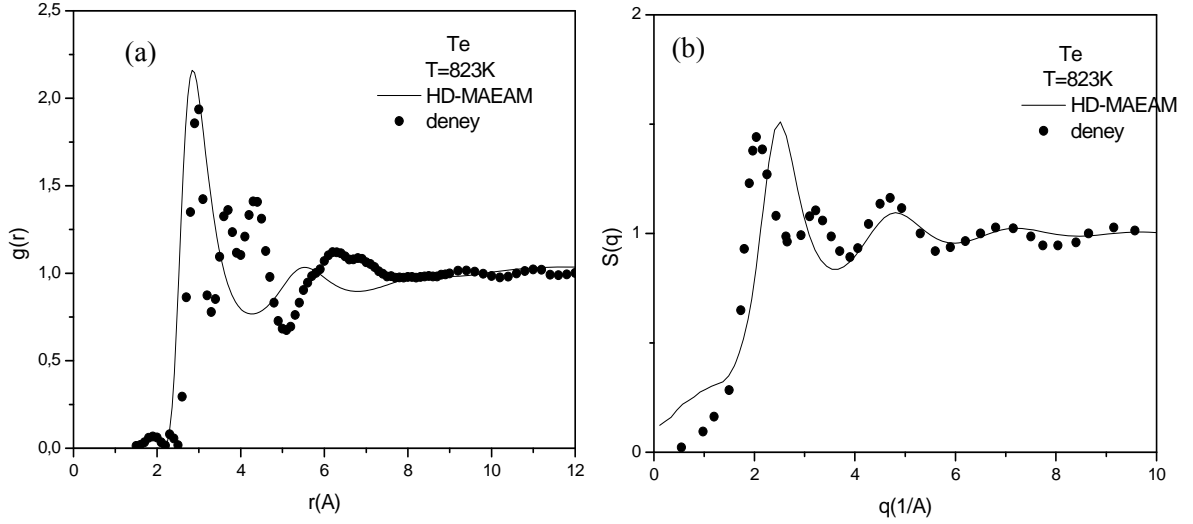 (a)
Te
T=823K
HD-MAEAM
deney
2,5
2,0
1,5
1,0
0,5
0,0
g(r)
0 2 4 6 8 10 12
r(A)
(b)
Te
T=823K
HD-MAEAM
deney
2
1
0
S(q)
0 2 4 6 8 10
q(1/A)